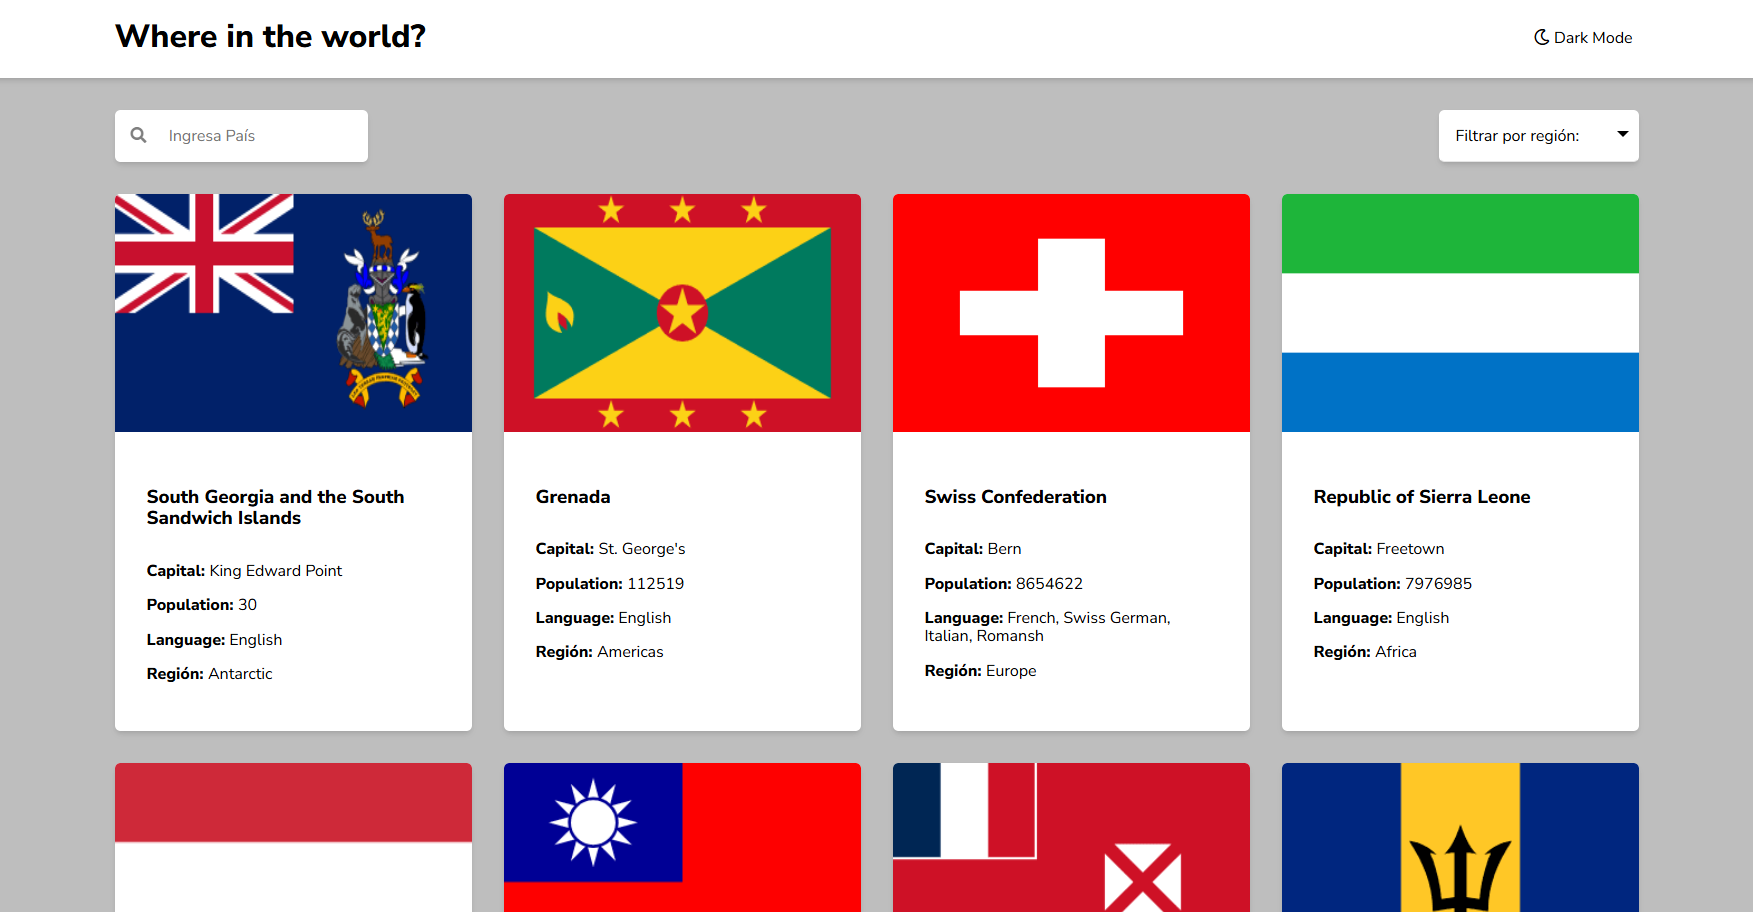 Where in the world?
Dark Mode
Ingresa País
Filtrar por región:
South Georgia and the South
Sandwich Islands
Capital: King Edward Point
Population: 30
Language: English
Región: Antarctic
Grenada
Capital: St. George's
Population: 112519
Language: English
Región: Americas
Swiss Confederation
Capital: Bern
Population: 8654622
Language: French, Swiss German,
Italian, Romansh
Región: Europe
Republic of Sierra Leone
Capital: Freetown
Population: 7976985
Language: English
Región: Africa